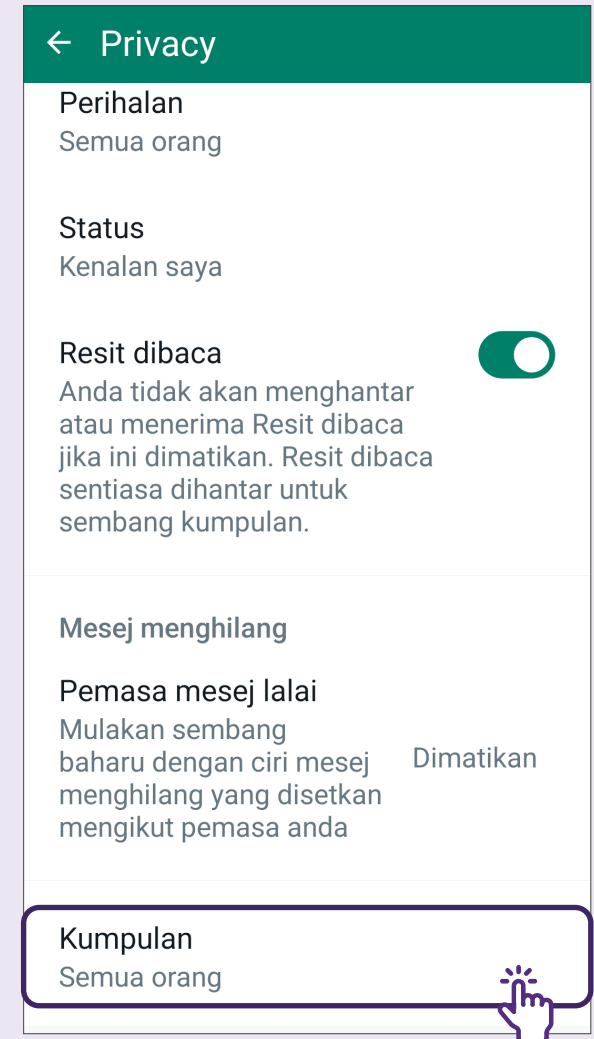 Privacy
Perihalan
Semua orang
Status
Kenalan saya
Resit dibaca
Anda tidak akan menghantar
atau menerima Resit dibaca
jika ini dimatikan. Resit dibaca
sentiasa dihantar untuk
sembang kumpulan.
Mesej menghilang
Pemasa mesej lalai
Mulakan sembang
baharu dengan ciri mesej
menghilang yang disetkan
mengikut pemasa anda
Dimatikan
Kumpulan
Semua orang